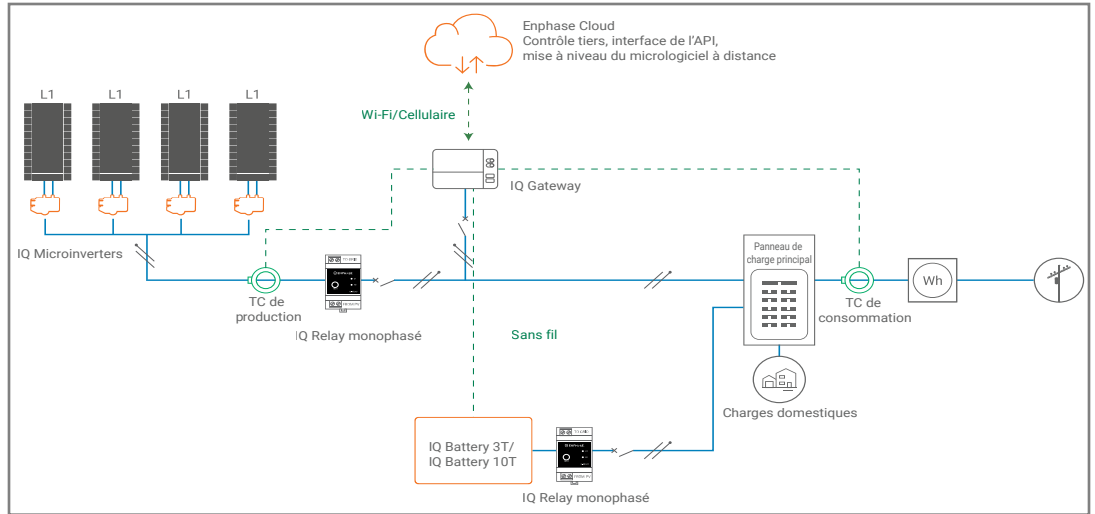 Enphase Cloud
Contrôle tiers, interface de l'API,
mise à niveau du micrologiciel à distance
L1 L1 L1 L1
Wi-Fi/Cellulaire
IQ Gateway
IQ Microinverters
Panneau de
charge principal
Wh
TC de
production
TC de
consommation
IQ Relay monophasé
Sans fil
Charges domestiques
IQ Battery 3T/
IQ Battery 10T
IQ Relay monophasé